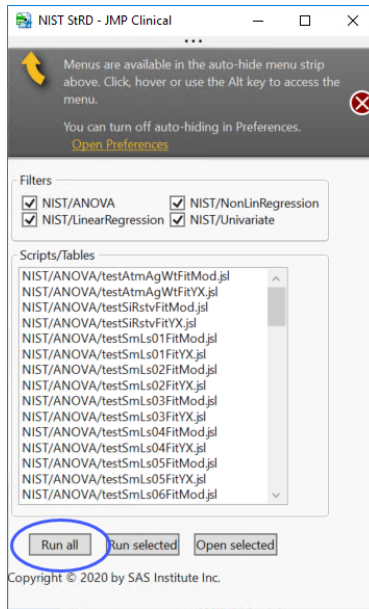 NIST StRD - JMP Clinical
Menus are available in the auto-hide menu strip
above. Click, hover or use the Alt key to access the
menu.
You can turn off auto-hiding in Preferences.
Open Preferences
Filters
NIST/ANOVA NIST/NonLinRegression
NIST/LinearRegression NIST/Univariate
Scripts/Tables
NIST/ANOVA/testAtmAgWtFitMod.jsl
NIST/ANOVA/testAtmAgWtFitYX.jsl
NIST/ANOVA/testSiRstvFitMod.jsl
NIST/ANOVA/testSiRstvFitYX.jsl
NIST/ANOVA/testSmLs01FitMod.jsl
NIST/ANOVA/testSmLs01FitYX.jsl
NIST/ANOVA/testSmLs02FitMod.jsl
NIST/ANOVA/testSmLs02FitYX.jsl
NIST/ANOVA/testSmLs03FitMod.jsl
NIST/ANOVA/testSmLs03FitYX.jsl
NIST/ANOVA/testSmLs04FitMod.jsl
NIST/ANOVA/testSmLs04FitYX.jsl
NIST/ANOVA/testSmLs05FitMod.jsl
NIST/ANOVA/testSmLs05FitYX.jsl
NIST/ANOVA/testSmLs06FitMod.jsl
Run all Run selected Open selected
Copyright © 2020 by SAS Institute Inc.